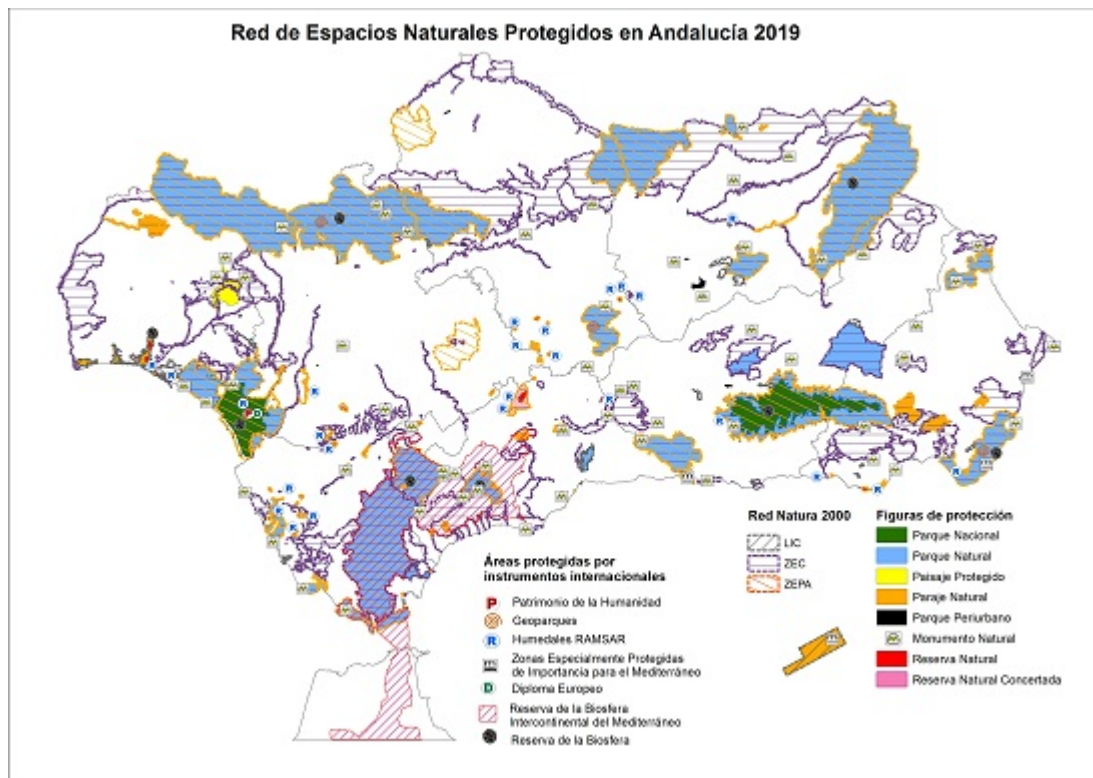 Red de Espacios Naturales Protegidos en Andalucía 2019
Áreas protegidas por
instrumentos internacionales
P Patrimonio de la Humanidad
Geoparques
R Humedales RAMSAR
Zonas Especialmente Protegidas
de Importancia para el Mediterráneo
D Diploma Europeo
Reserva de la Biosfera
Intercontinental del Mediterráneo
Reserva de la Biosfera
Red Natura 2000
LIC
ZEC
ZEPA
Figuras de protección
Parque Nacional
Parque Natural
Paisaje Protegido
Paraje Natural
Parque Periurbano
Monumento Natural
Reserva Natural
Reserva Natural Concertada